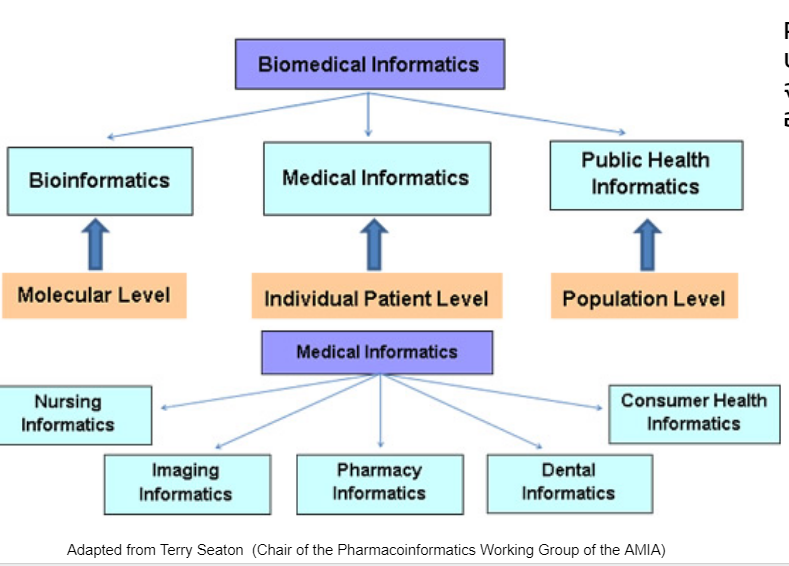 Biomedical Informatics
Bioinformatics
Medical Informatics
Public Health
Informatics
Molecular Level
Individual Patient Level
Population Level
Medical Informatics
Nursing
Informatics
Consumer Health
Informatics
Imaging
Informatics
Pharmacy
Informatics
Dental
Informatics
Adapted from Terry Seaton (Chair of the Pharmacoinformatics Working Group of the AMIA)